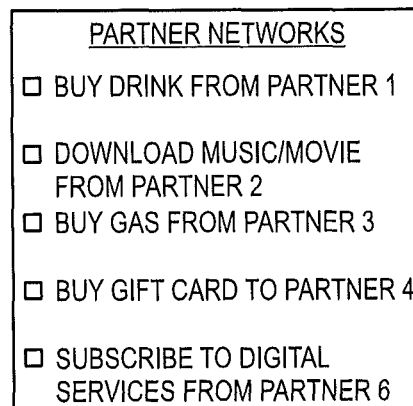 PARTNER NETWORKS
BUY DRINK FROM PARTNER 1
DOWNLOAD MUSIC/MOVIE
FROM PARTNER 2
BUY GAS FROM PARTNER 3
BUY GIFT CARD TO PARTNER 4
SUBSCRIBE TO DIGITAL
SERVICES FROM PARTNER 6